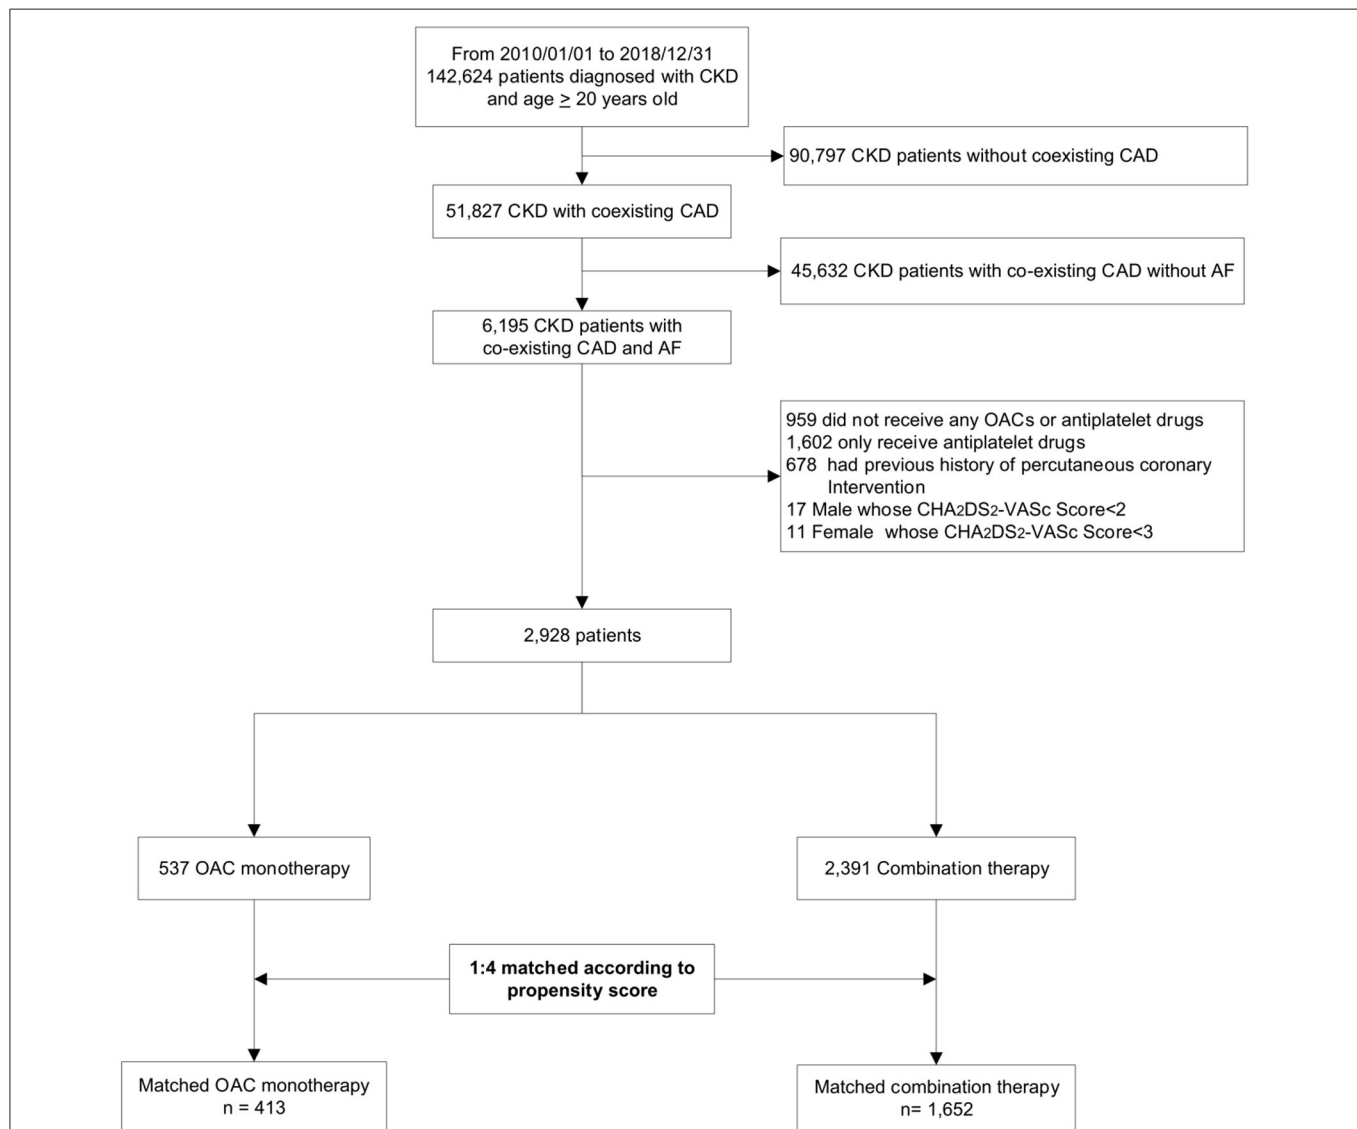 From 2010/01/01 to 2018/12/31
142,624 patients diagnosed with CKD
and age ≥ 20 years old
90,797 CKD patients without coexisting CAD
51,827 CKD with coexisting CAD
45,632 CKD patients with co-existing CAD without AF
6,195 CKD patients with
co-existing CAD and AF
959 did not receive any OACs or antiplatelet drugs
1,602 only receive antiplatelet drugs
678 had previous history of percutaneous coronary
Intervention
17 Male whose CHA2DS2-VASc Score<2
11 Female whose CHA2DS2-VASc Score<3
2,928 patients
537 OAC monotherapy
2,391 Combination therapy
1:4 matched according to
propensity score
Matched OAC monotherapy
n = 413
Matched combination therapy
n= 1,652